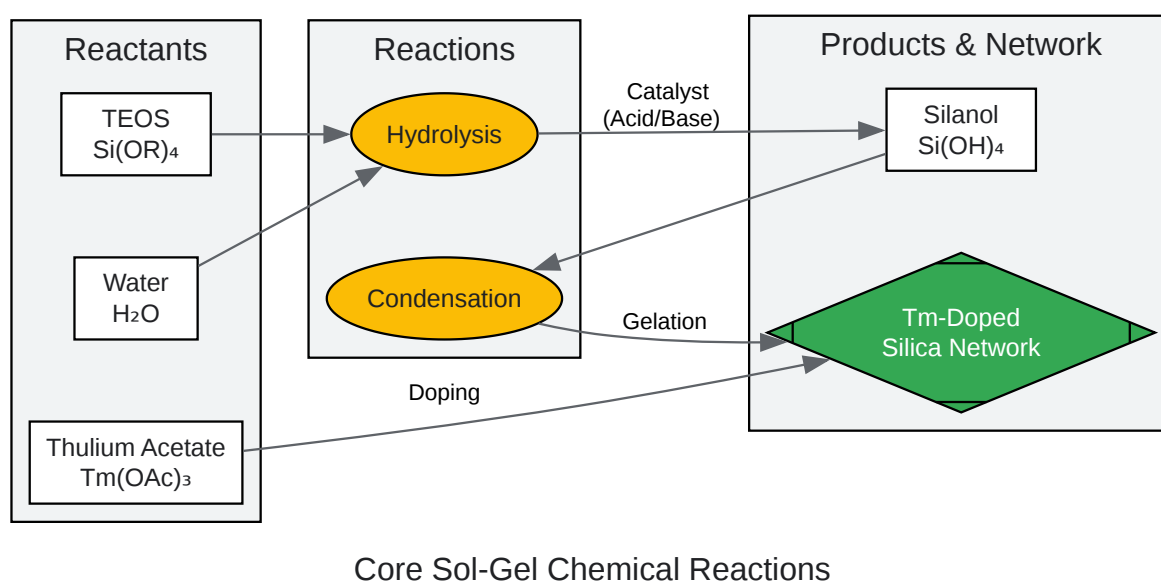 Reactants
TEOS
Si(OR)₄
Water
H₂O
Thulium Acetate
Tm(OAc)₃
Reactions
Hydrolysis
Condensation
Catalyst
(Acid/Base)
Gelation
Doping
Products & Network
Silanol
Si(OH)₄
Tm-Doped
Silica Network
Core Sol-Gel Chemical Reactions